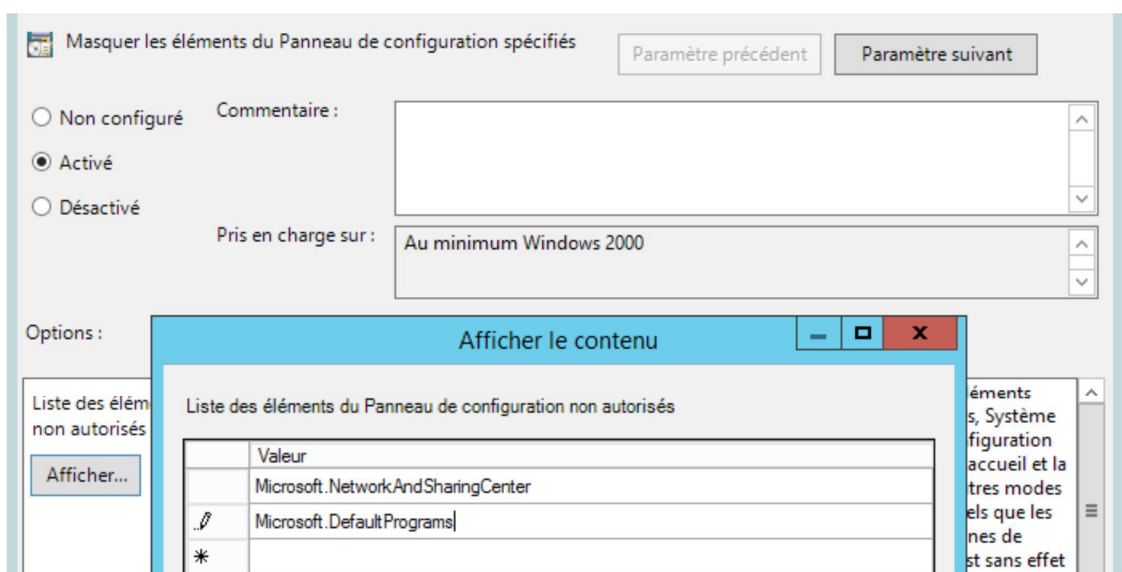 Masquer les éléments du Panneau de configuration spécifiés
Paramètre précédent
Paramètre suivant
Non configuré
Commentaire :
Activé
Désactivé
Pris en charge sur :
Au minimum Windows 2000
Options :
Afficher le contenu
Liste des élém
non autorisés
Afficher...
Liste des éléments du Panneau de configuration non autorisés
Valeur
Microsoft.NetworkAndSharingCenter
Microsoft.DefaultPrograms
éléments
s, Système
figuration
accueil et la
tres modes
els que les
nes de
st sans effet